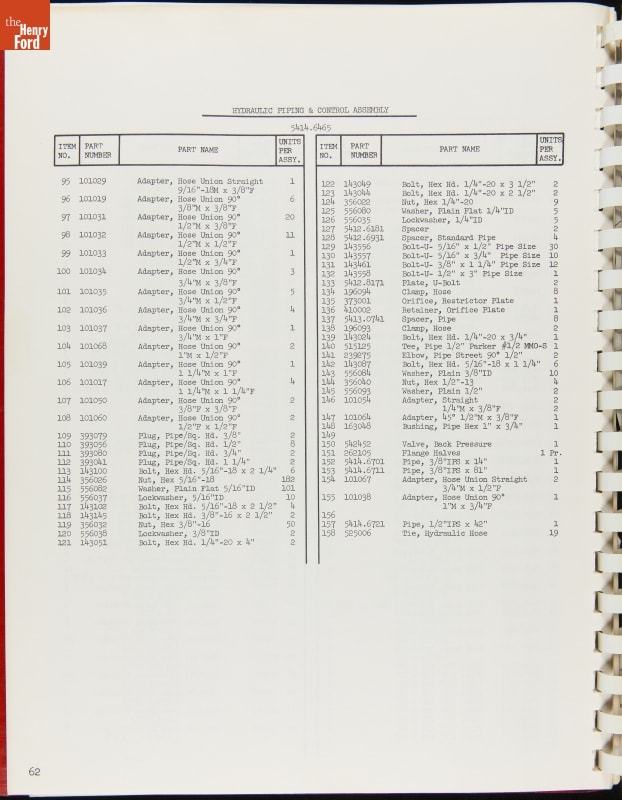 the
Henry
Ford
HYDRAULIC PIPING & CONTROL ASSEMBLY
5414.6465
ITEM NO. PART NUMBER PART NAME UNITS PER ASSY.
95 101029 Adapter, Hose Union Straight 1
9/16"-18M x 3/8"F
96 101019 Adapter, Hose Union 90° 6
3/8"M x 3/8"F
97 101031 Adapter, Hose Union 90° 20
1/2"M x 3/8"F
98 101032 Adapter, Hose Union 90° 11
1/2"M x 1/2"F
99 101033 Adapter, Hose Union 90° 1
1/2"M x 3/4"F
100 101034 Adapter, Hose Union 90° 3
3/4"M x 3/8"F
101 101035 Adapter, Hose Union 90° 5
3/4"M x 1/2"F
102 101036 Adapter, Hose Union 90° 4
3/4"M x 3/4"F
103 101037 Adapter, Hose Union 90° 1
3/4"M x 1"F
104 101068 Adapter, Hose Union 90° 2
1"M x 1/2"F
105 101039 Adapter, Hose Union 90° 1
1 1/4"M x 1"F
106 101017 Adapter, Hose Union 90° 4
1 1/4"M x 1 1/4"F
107 101050 Adapter, Hose Union 90° 2
3/8"F x 3/8"F
108 101060 Adapter, Hose Union 90° 2
1/2"F x 1/2"F
109 393079 Plug, Pipe/Sq. Hd. 3/8" 2
110 393056 Plug, Pipe/Sq. Hd. 1/2" 8
111 393080 Plug, Pipe/Sq. Hd. 3/4" 2
112 393041 Plug, Pipe/Sq. Hd. 1 1/4" 2
113 143100 Bolt, Hex Hd. 5/16"-18 x 2 1/4" 6
114 356026 Nut, Hex 5/16"-18 182
115 556082 Washer, Plain Flat 5/16"ID 101
116 556037 Lockwasher, 5/16"ID 10
117 143102 Bolt, Hex Hd. 5/16"-18 x 2 1/2" 4
118 143145 Bolt, Hex Hd. 3/8"-16 x 2 1/2" 2
119 356032 Nut, Hex 3/8"-16 50
120 556038 Lockwasher, 3/8"ID 2
121 143051 Bolt, Hex Hd. 1/4"-20 x 4" 2
ITEM NO. PART NUMBER PART NAME UNITS PER ASSY.
122 143049 Bolt, Hex Hd. 1/4"-20 x 3 1/2" 2
123 143044 Bolt, Hex Hd. 1/4"-20 x 2 1/2" 2
124 356022 Nut, Hex 1/4"-20 9
125 556080 Washer, Plain Flat 1/4"ID 5
126 556035 Lockwasher, 1/4"ID 5
127 5412.6181 Spacer 2
128 5412.6931 Spacer, Standard Pipe 4
129 143556 Bolt-U- 5/16" x 1/2" Pipe Size 30
130 143557 Bolt-U- 5/16" x 3/4" Pipe Size 10
131 143461 Bolt-U- 3/8" x 1 1/4" Pipe Size 12
132 143558 Bolt-U- 1/2" x 3" Pipe Size 1
133 5412.8171 Plate, U-Bolt 2
134 196094 Clamp, Hose 8
135 373001 Orifice, Restrictor Plate 1
136 410002 Retainer, Orifice Plate 1
137 5413.0741 Spacer, Pipe 8
138 196093 Clamp, Hose 2
139 143024 Bolt, Hex Hd. 1/4"-20 x 3/4" 1
140 515125 Tee, Pipe 1/2" Parker #1/2 MMO-S 1
141 239275 Elbow, Pipe Street 90° 1/2" 2
142 143087 Bolt, Hex Hd. 5/16"-18 x 1 1/4" 6
143 556084 Washer, Plain 3/8"ID 10
144 356040 Nut, Hex 1/2"-13 4
145 556093 Washer, Plain 1/2" 2
146 101054 Adapter, Straight 2
1/4"M x 3/8"F 2
147 101064 Adapter, 45° 1/2"M x 3/8"F 1
148 163048 Bushing, Pipe Hex 1" x 3/4" 1
149
150 542452 Valve, Back Pressure 1
151 262105 Flange Halves 1 Pr.
152 5414.6701 Pipe, 3/8"IPS x 14" 1
153 5414.6711 Pipe, 3/8"IPS x 81" 1
154 101067 Adapter, Hose Union Straight 2
3/4"M x 1/2"F
155 101038 Adapter, Hose Union 90° 1
1"M x 3/4"F
156
157 5414.6721 Pipe, 1/2"IPS x 42" 1
158 525006 Tie, Hydraulic Hose 19
62